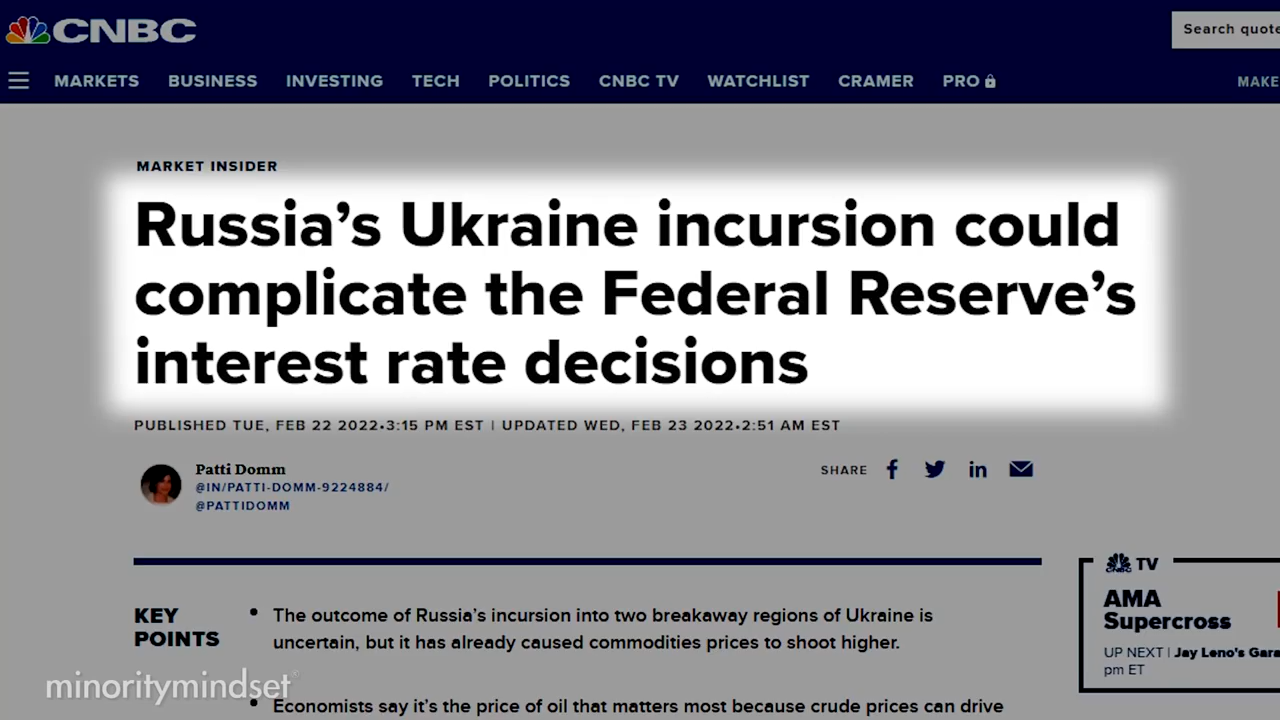 CNBC
Search quote
MARKETS BUSINESS INVESTING TECH POLITICS CNBC TV WATCHLIST CRAMER PRO
MAKE
MARKET INSIDER
Russia’s Ukraine incursion could
complicate the Federal Reserve’s
interest rate decisions
PUBLISHED TUE, FEB 22 2022•3:15 PM EST | UPDATED WED, FEB 23 2022•2:51 AM EST
Patti Domm
@IN/PATTI-DOMM-9224884/
@PATTIDOMM
SHARE
KEY
POINTS
• The outcome of Russia’s incursion into two breakaway regions of Ukraine is
uncertain, but it has already caused commodities prices to shoot higher.
• Economists say it’s the price of oil that matters most because crude prices can drive
CNBC TV
AMA
Supercross
UP NEXT | Jay Leno's Gara
pm ET
minoritymindset